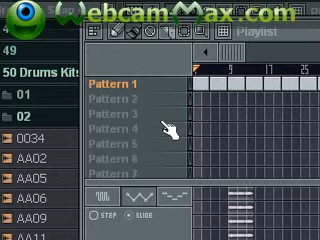 WebcamMax.com
Playlist
49
50 Drums Kits
01
02
0034
AA02
AA05
AA06
AA09
AA11
9 17 25
Pattern 1
Pattern 2
Pattern 3
Pattern 4
Pattern 5
Pattern 6
Pattern 7
STEP SLIDE